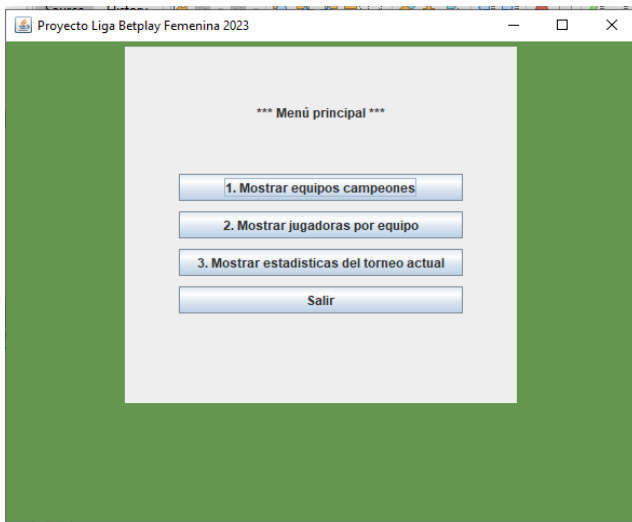 Proyecto Liga Betplay Femenina 2023
*** Menú principal ***
1. Mostrar equipos campeones
2. Mostrar jugadoras por equipo
3. Mostrar estadisticas del torneo actual
Salir